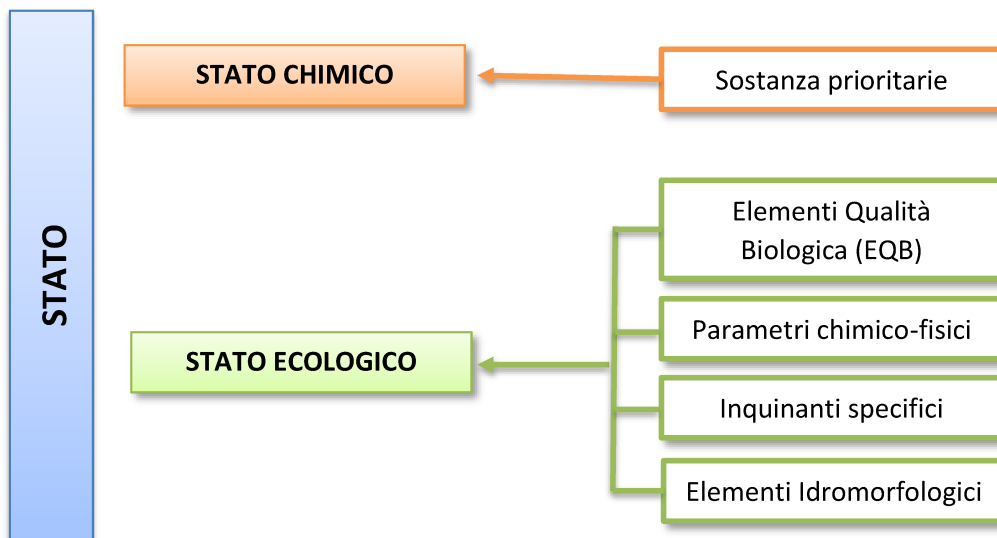 STATO
STATO CHIMICO
Sostanza prioritarie
STATO ECOLOGICO
Elementi Qualità
Biologica (EQB)
Parametri chimico-fisici
Inquinanti specifici
Elementi Idromorfologici